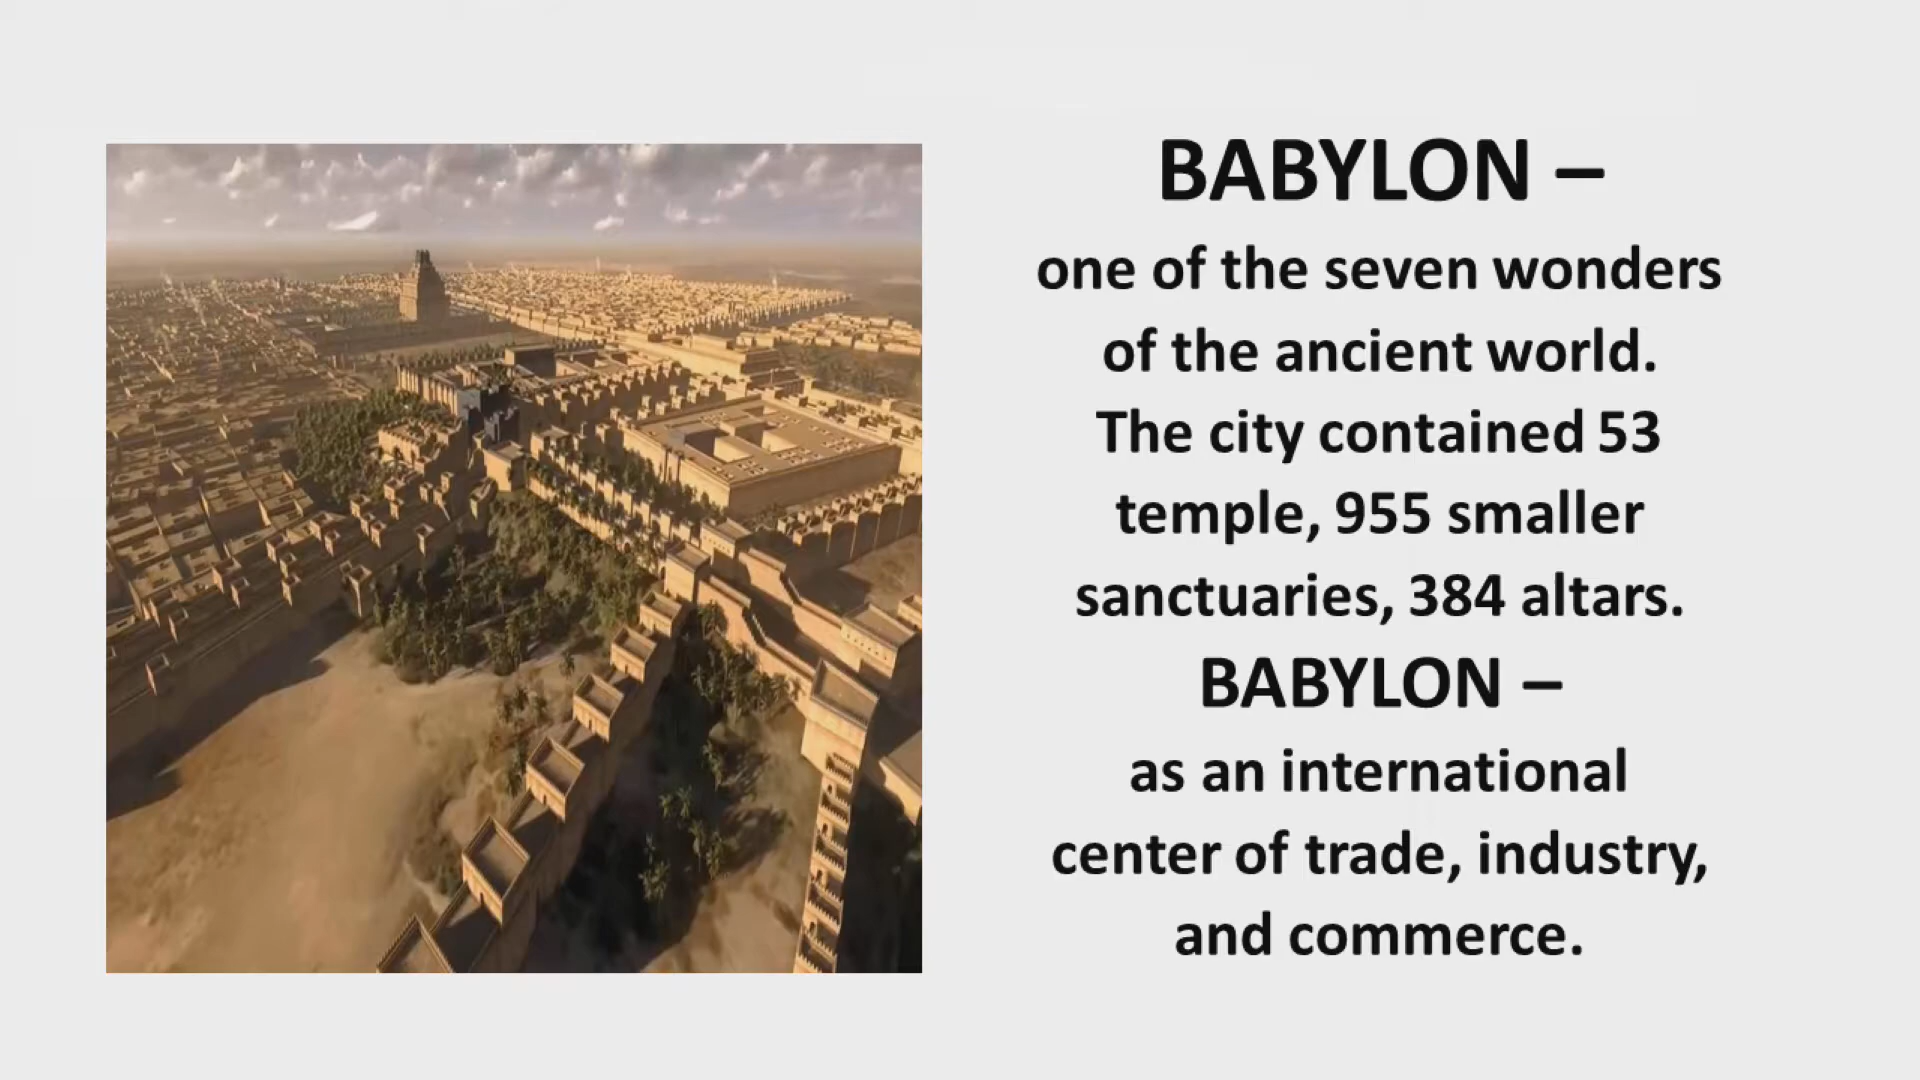 BABYLON –
one of the seven wonders
of the ancient world.
The city contained 53
temple, 955 smaller
sanctuaries, 384 altars.
BABYLON –
as an international
center of trade, industry,
and commerce.